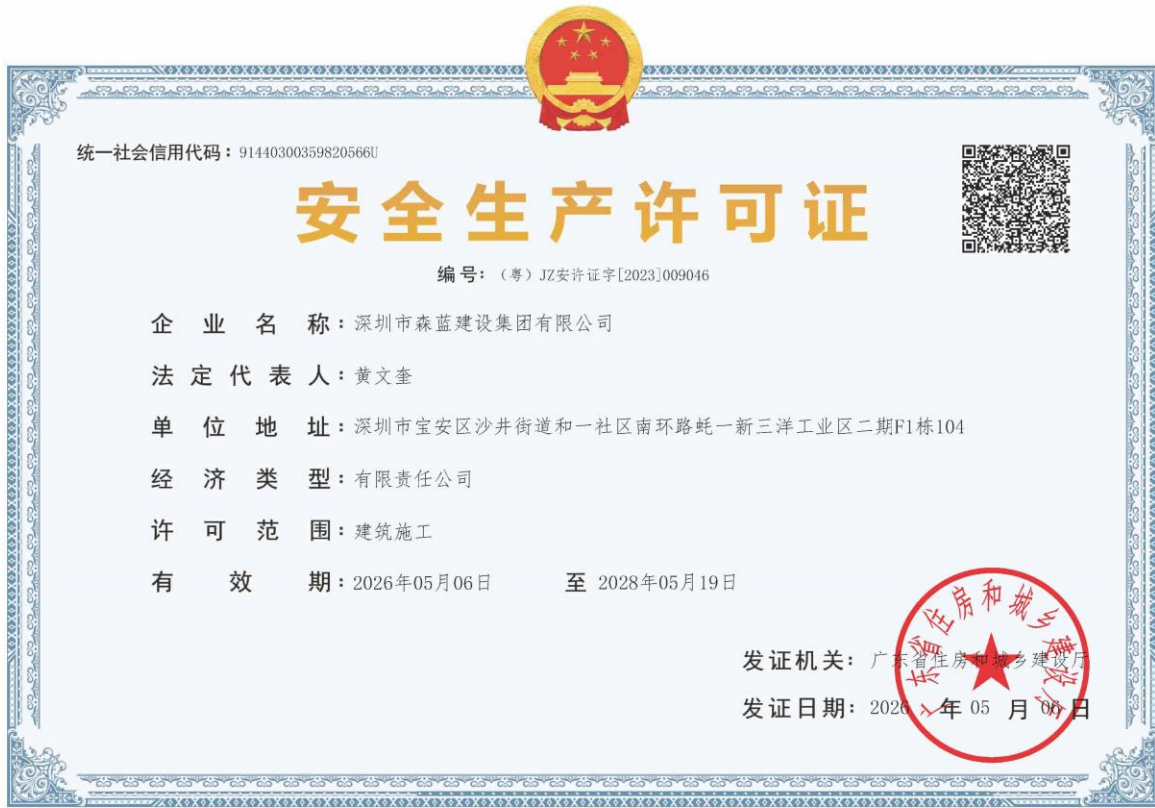 统一社会信用代码：91440300359820566U
安全生产许可证
编号：（粤）JZ安许证字[2023]009046
企业名称：深圳市森蓝建设集团有限公司
法定代表人：黄文奎
单位地址：深圳市宝安区沙井街道和一社区南环路蚝一新三洋工业区二期F1栋104
经济类型：有限责任公司
许可范围：建筑施工
有效期：2026年05月06日 至 2028年05月19日
发证机关：广东省住房和城乡建设厅
发证日期：2026年05月06日
广东省住房和城乡建设厅